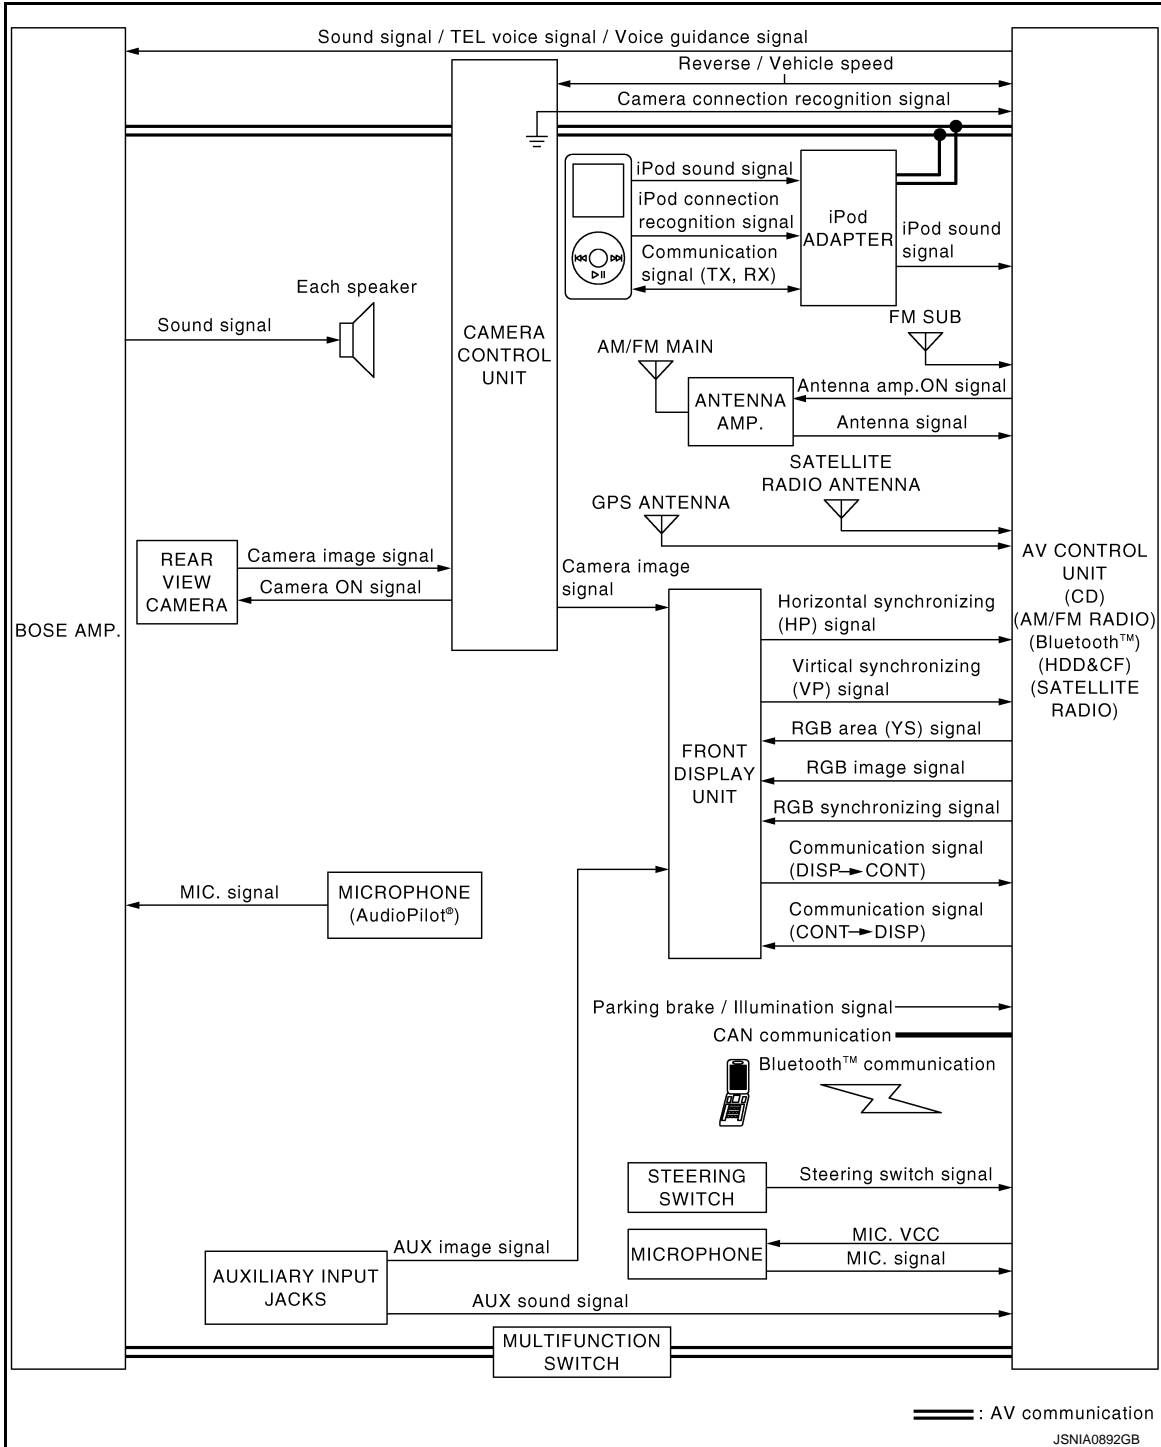 Sound signal / TEL voice signal / Voice guidance signal
Reverse / Vehicle speed
Camera connection recognition signal
iPod sound signal
iPod connection
recognition signal
Communication
signal (TX, RX)
iPod
ADAPTER
iPod sound
signal
Each speaker
Sound signal
CAMERA
CONTROL
UNIT
FM SUB
AM/FM MAIN
ANTENNA
AMP.
Antenna amp.ON signal
Antenna signal
SATELLITE
RADIO ANTENNA
GPS ANTENNA
REAR
VIEW
CAMERA
Camera image signal
Camera ON signal
Camera image
signal
BOSE AMP.
AV CONTROL
UNIT
(CD)
(AM/FM RADIO)
(Bluetooth™)
(HDD&CF)
(SATELLITE
RADIO)
Horizontal synchronizing
(HP) signal
Virtical synchronizing
(VP) signal
RGB area (YS) signal
FRONT
DISPLAY
UNIT
RGB image signal
RGB synchronizing signal
Communication signal
(DISP→CONT)
Communication signal
(CONT→DISP)
MIC. signal
MICROPHONE
(AudioPilot®)
Parking brake / Illumination signal
CAN communication
Bluetooth™ communication
STEERING
SWITCH
Steering switch signal
MICROPHONE
MIC. VCC
MIC. signal
AUX image signal
AUXILIARY INPUT
JACKS
AUX sound signal
MULTIFUNCTION
SWITCH
: AV communication
JSNIA0892GB